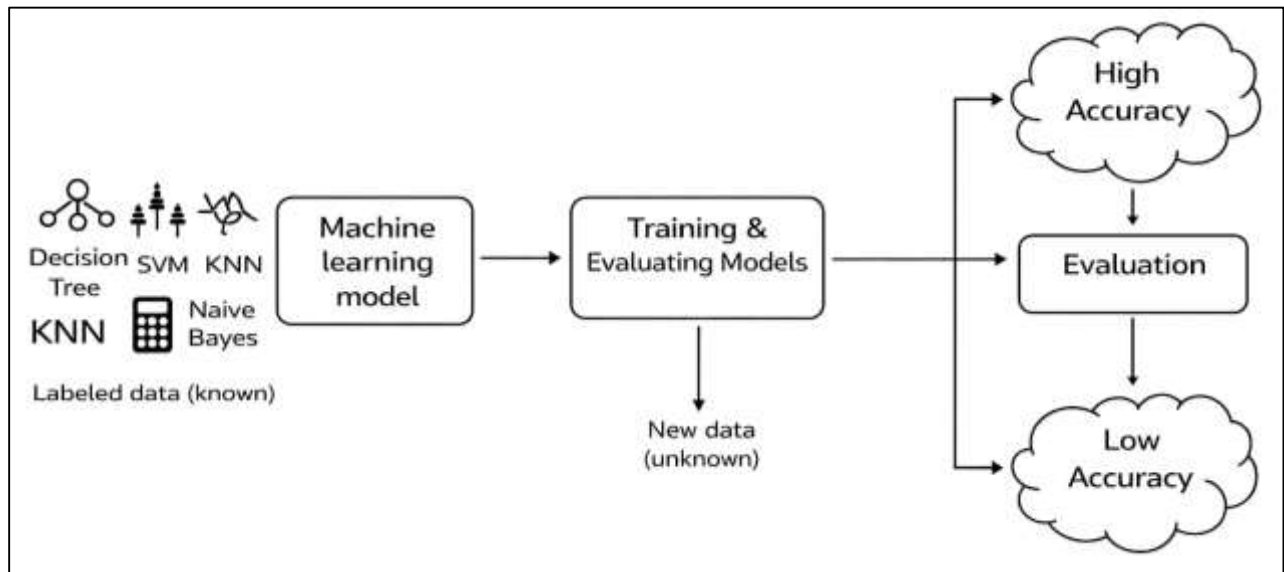 Decision
Tree
SVM
KNN
KNN
Naive
Bayes
Labeled data (known)
Machine
learning
model
Training &
Evaluating Models
New data
(unknown)
High
Accuracy
Evaluation
Low
Accuracy